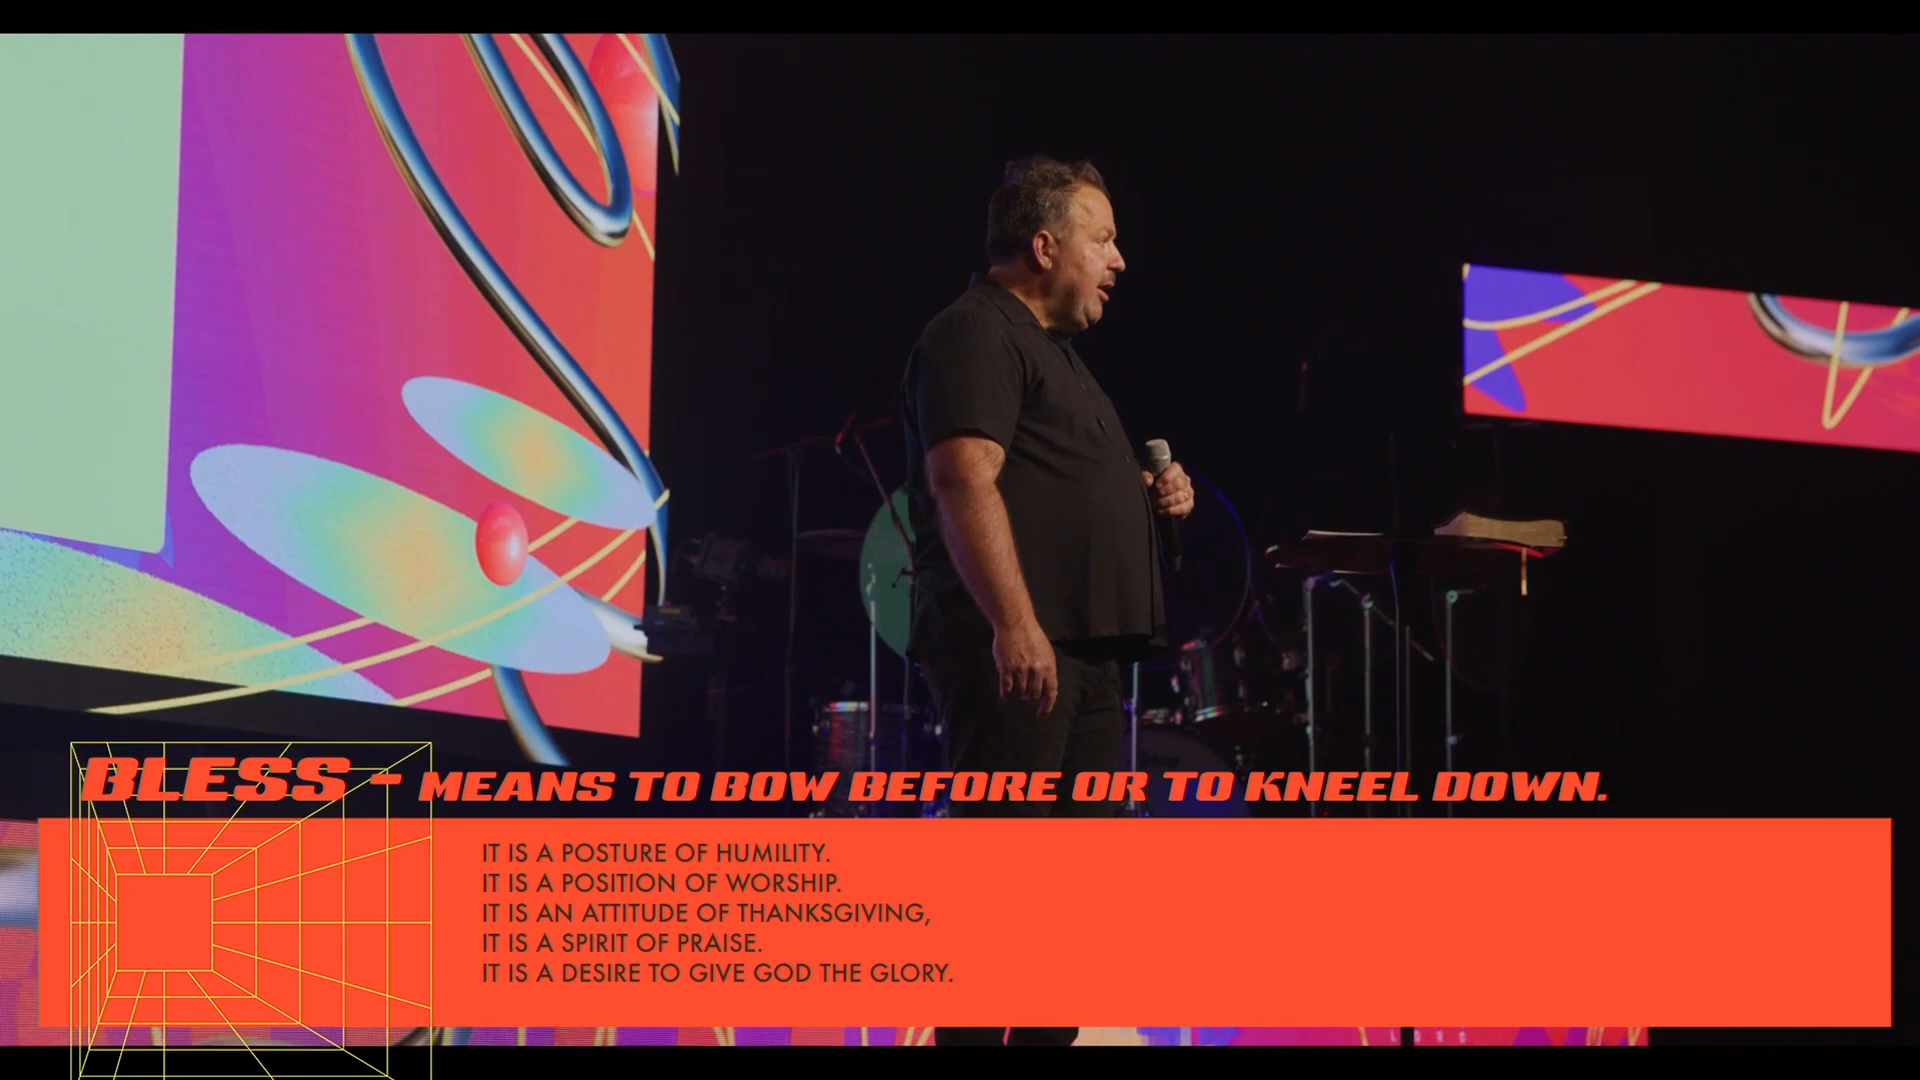 BLESS - MEANS TO BOW BEFORE OR TO KNEEL DOWN.
IT IS A POSTURE OF HUMILITY.
IT IS A POSITION OF WORSHIP.
IT IS AN ATTITUDE OF THANKSGIVING,
IT IS A SPIRIT OF PRAISE.
IT IS A DESIRE TO GIVE GOD THE GLORY.